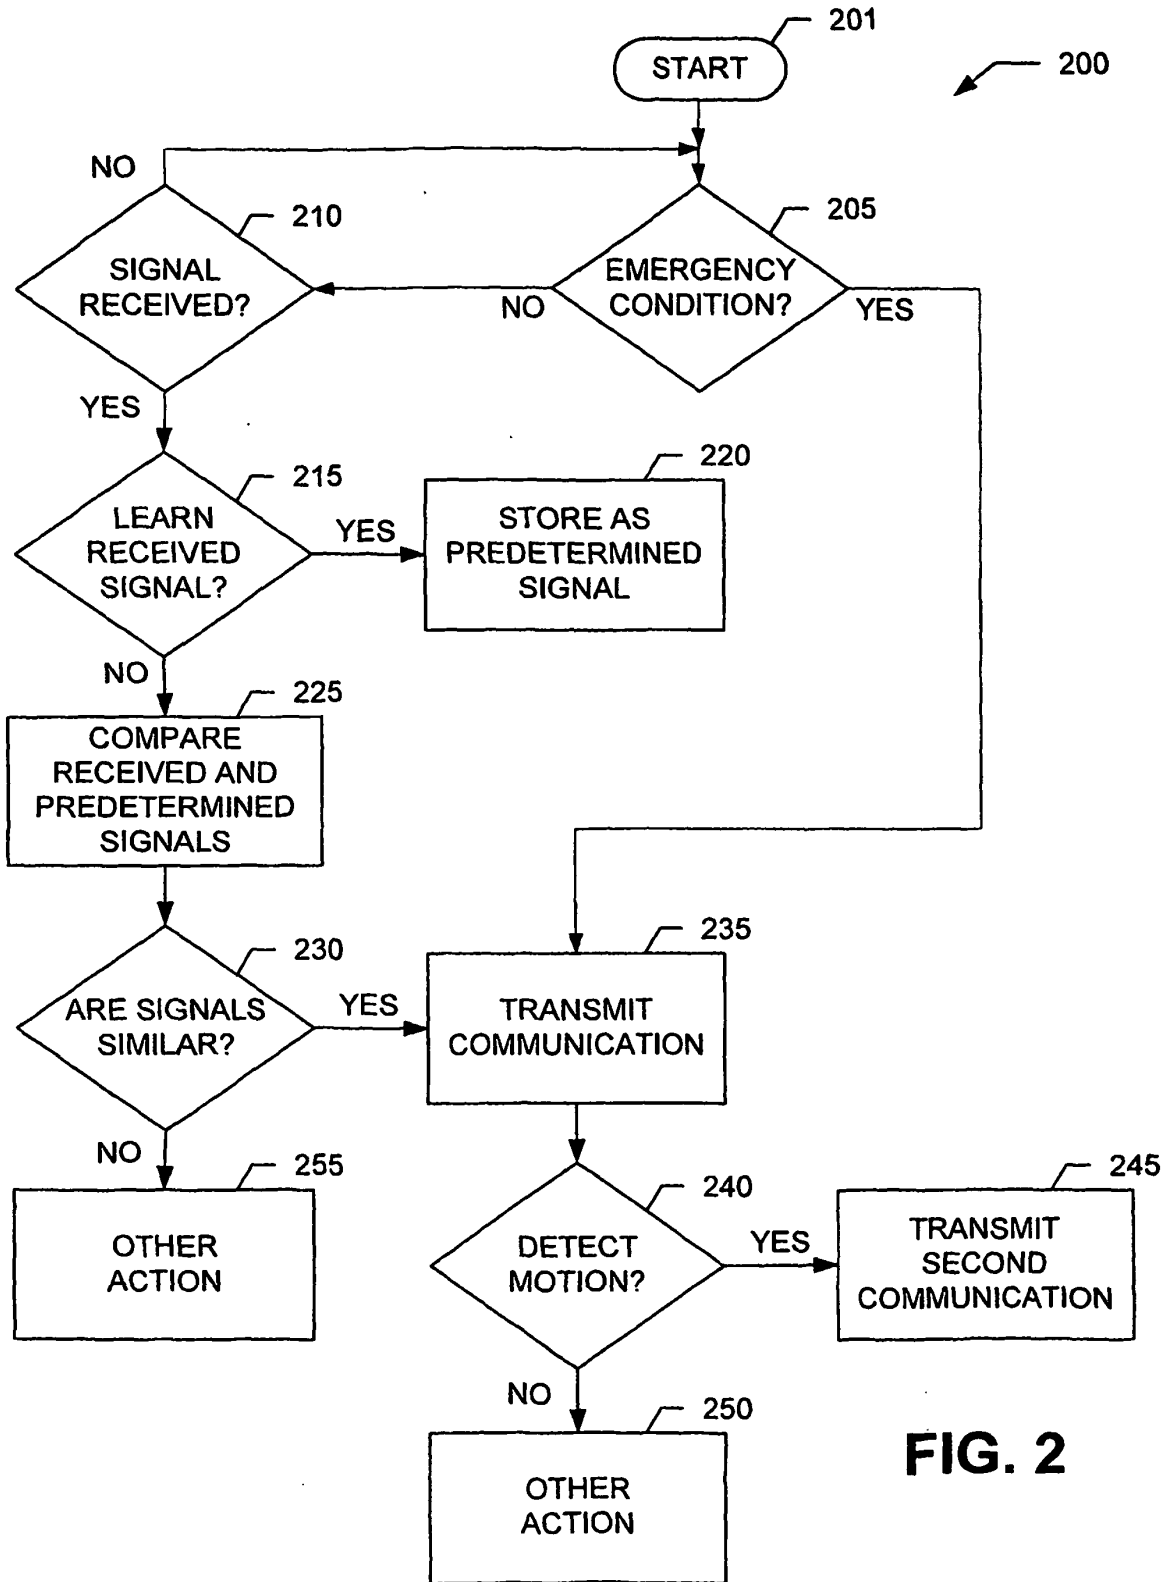 201
START
200
NO
210
205
SIGNAL
RECEIVED?
EMERGENCY
CONDITION?
NO
YES
YES
215
220
LEARN
RECEIVED
SIGNAL?
YES
STORE AS
PREDETERMINED
SIGNAL
NO
225
COMPARE
RECEIVED AND
PREDETERMINED
SIGNALS
230
235
ARE SIGNALS
SIMILAR?
YES
TRANSMIT
COMMUNICATION
NO
255
240
245
OTHER
ACTION
DETECT
MOTION?
YES
TRANSMIT
SECOND
COMMUNICATION
NO
250
OTHER
ACTION
FIG. 2